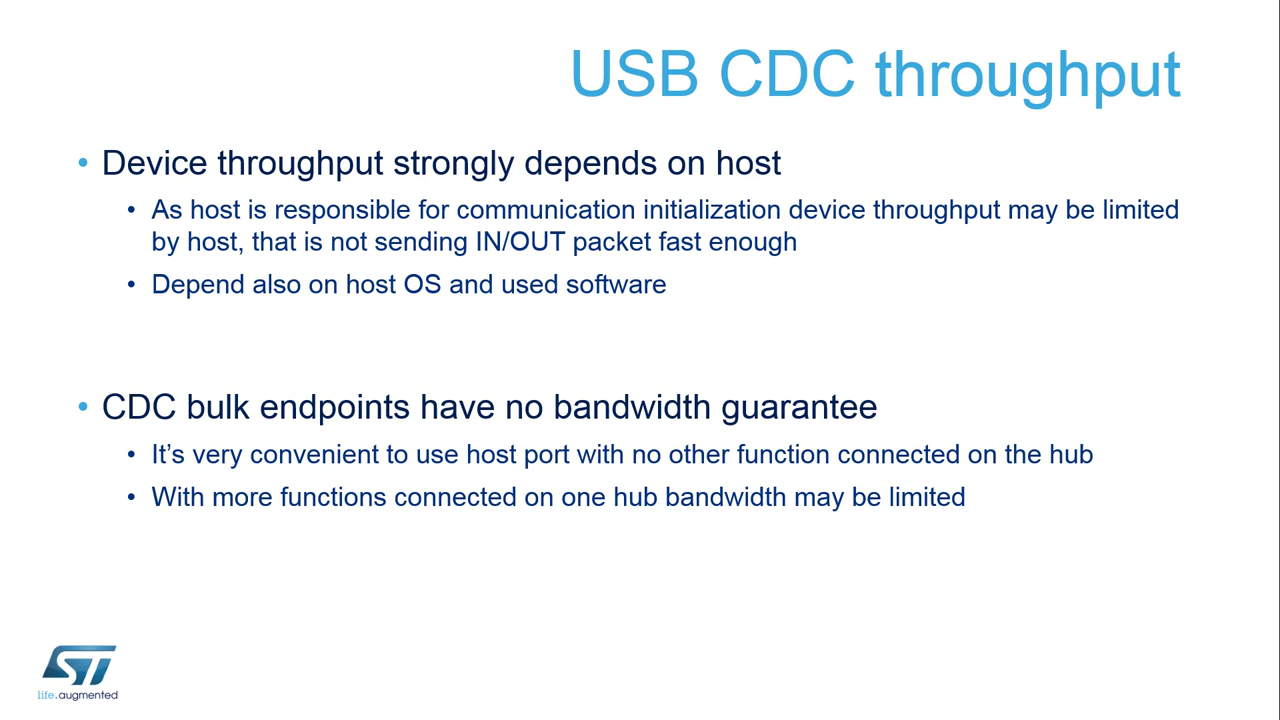 USB CDC throughput
• Device throughput strongly depends on host
• As host is responsible for communication initialization device throughput may be limited
by host, that is not sending IN/OUT packet fast enough
• Depend also on host OS and used software
• CDC bulk endpoints have no bandwidth guarantee
• It’s very convenient to use host port with no other function connected on the hub
• With more functions connected on one hub bandwidth may be limited
ST
life.augmented